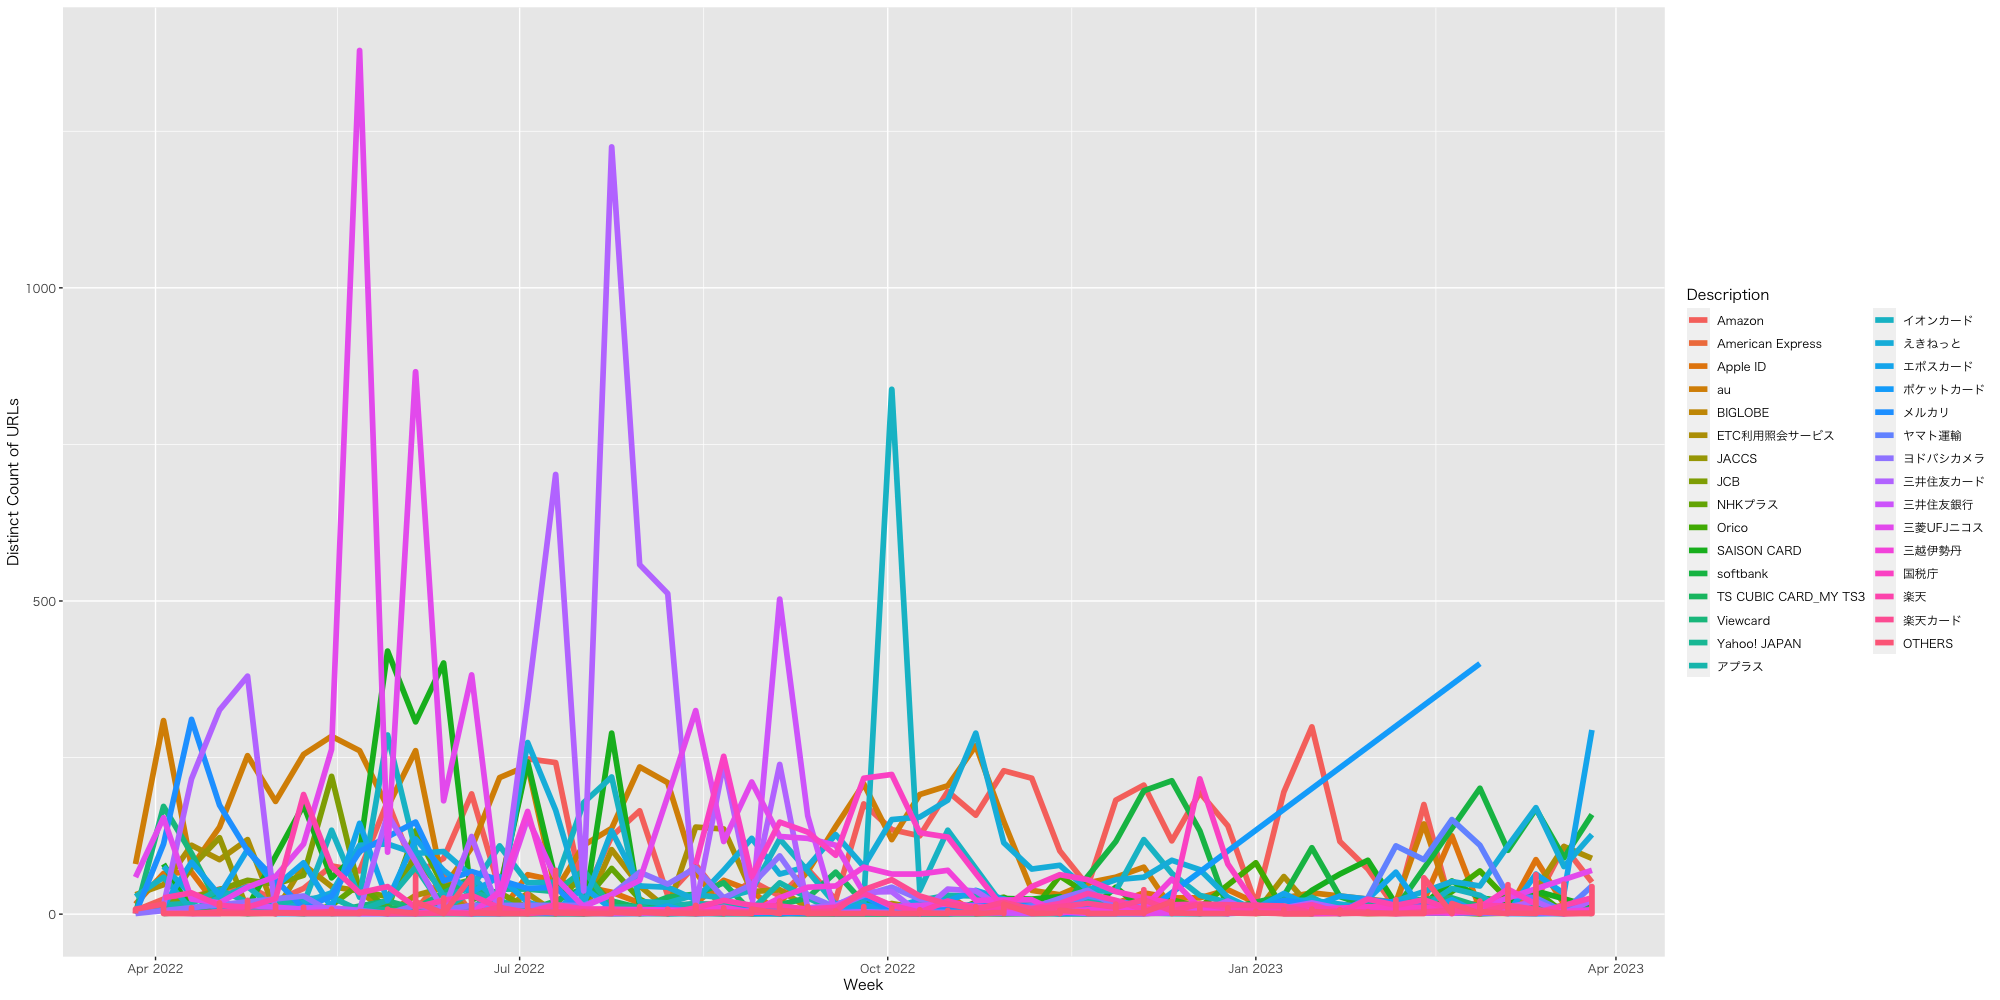 1000
500
0
Distinct Count of URLs
Apr 2022
Jul 2022
Oct 2022
Jan 2023
Apr 2023
Week
Description
Amazon
American Express
Apple ID
au
BIGLOBE
ETC利用照会サービス
JACCS
JCB
NHKプラス
Orico
SAISON CARD
softbank
TS CUBIC CARD_MY TS3
Viewcard
Yahoo! JAPAN
アプラス
イオンカード
えきねっと
エポスカード
ポケットカード
メルカリ
ヤマト運輸
ヨドバシカメラ
三井住友カード
三井住友銀行
三菱UFJニコス
三越伊勢丹
国税庁
楽天
楽天カード
OTHERS